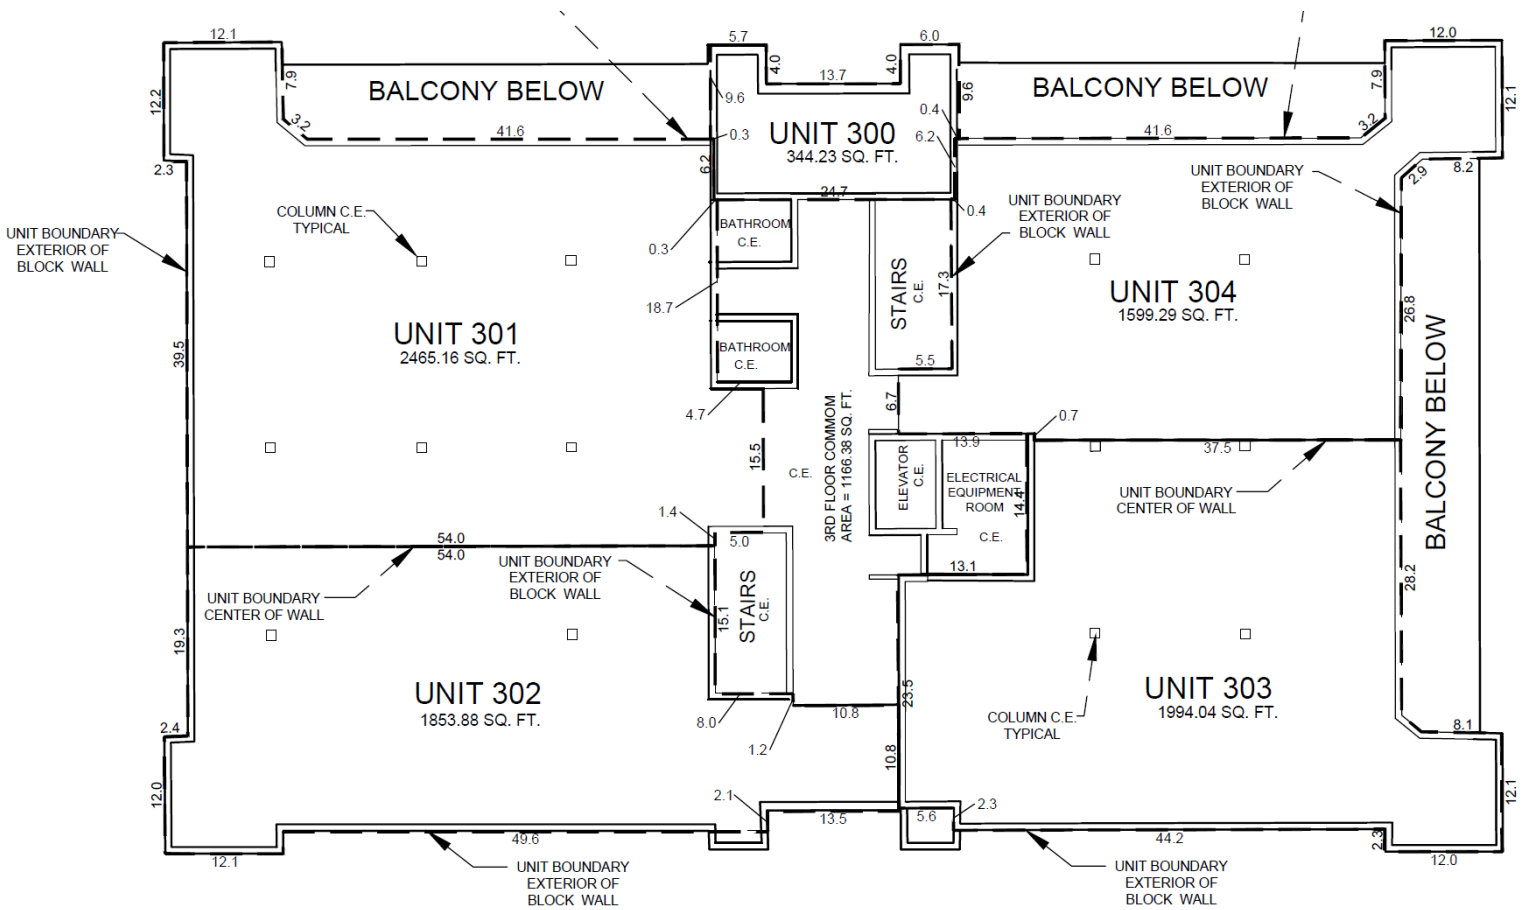 12.1
5.7
6.0
12.0
7.9
BALCONY BELOW
4.0
13.7
4.0
BALCONY BELOW
7.9
12.2
9.6
9.6
12.1
3.2
41.6
0.3
UNIT 300
344.23 SQ. FT.
0.4
6.2
41.6
3.2
2.3
6.2
24.7
8.2
2.9
UNIT BOUNDARY
EXTERIOR OF
BLOCK WALL
UNIT BOUNDARY
EXTERIOR OF
BLOCK WALL
COLUMN C.E.
TYPICAL
UNIT BOUNDARY
EXTERIOR OF
BLOCK WALL
0.3
BATHROOM
C.E.
0.4
STAIRS
C.E.
17.3
18.7
UNIT 301
2465.16 SQ. FT.
39.5
BATHROOM
C.E.
5.5
UNIT 304
1599.29 SQ. FT.
26.8
BALCONY BELOW
4.7
6.7
0.7
15.5
C.E.
3RD FLOOR COMMOM
AREA = 1166.38 SQ. FT.
13.9
37.5
ELEVATOR
C.E.
ELECTRICAL
EQUIPMENT
ROOM
C.E.
14.4
UNIT BOUNDARY
CENTER OF WALL
BALCONY BELOW
1.4
54.0
54.0
5.0
13.1
28.2
UNIT BOUNDARY
CENTER OF WALL
UNIT BOUNDARY
EXTERIOR OF
BLOCK WALL
15.1
STAIRS
C.E.
19.3
UNIT 302
1853.88 SQ. FT.
23.5
UNIT 303
1994.04 SQ. FT.
COLUMN C.E.
TYPICAL
2.4
8.0
10.8
8.1
1.2
10.8
12.0
2.1
13.5
5.6
2.3
12.1
12.1
49.6
44.2
2.3
12.0
UNIT BOUNDARY
EXTERIOR OF
BLOCK WALL
UNIT BOUNDARY
EXTERIOR OF
BLOCK WALL